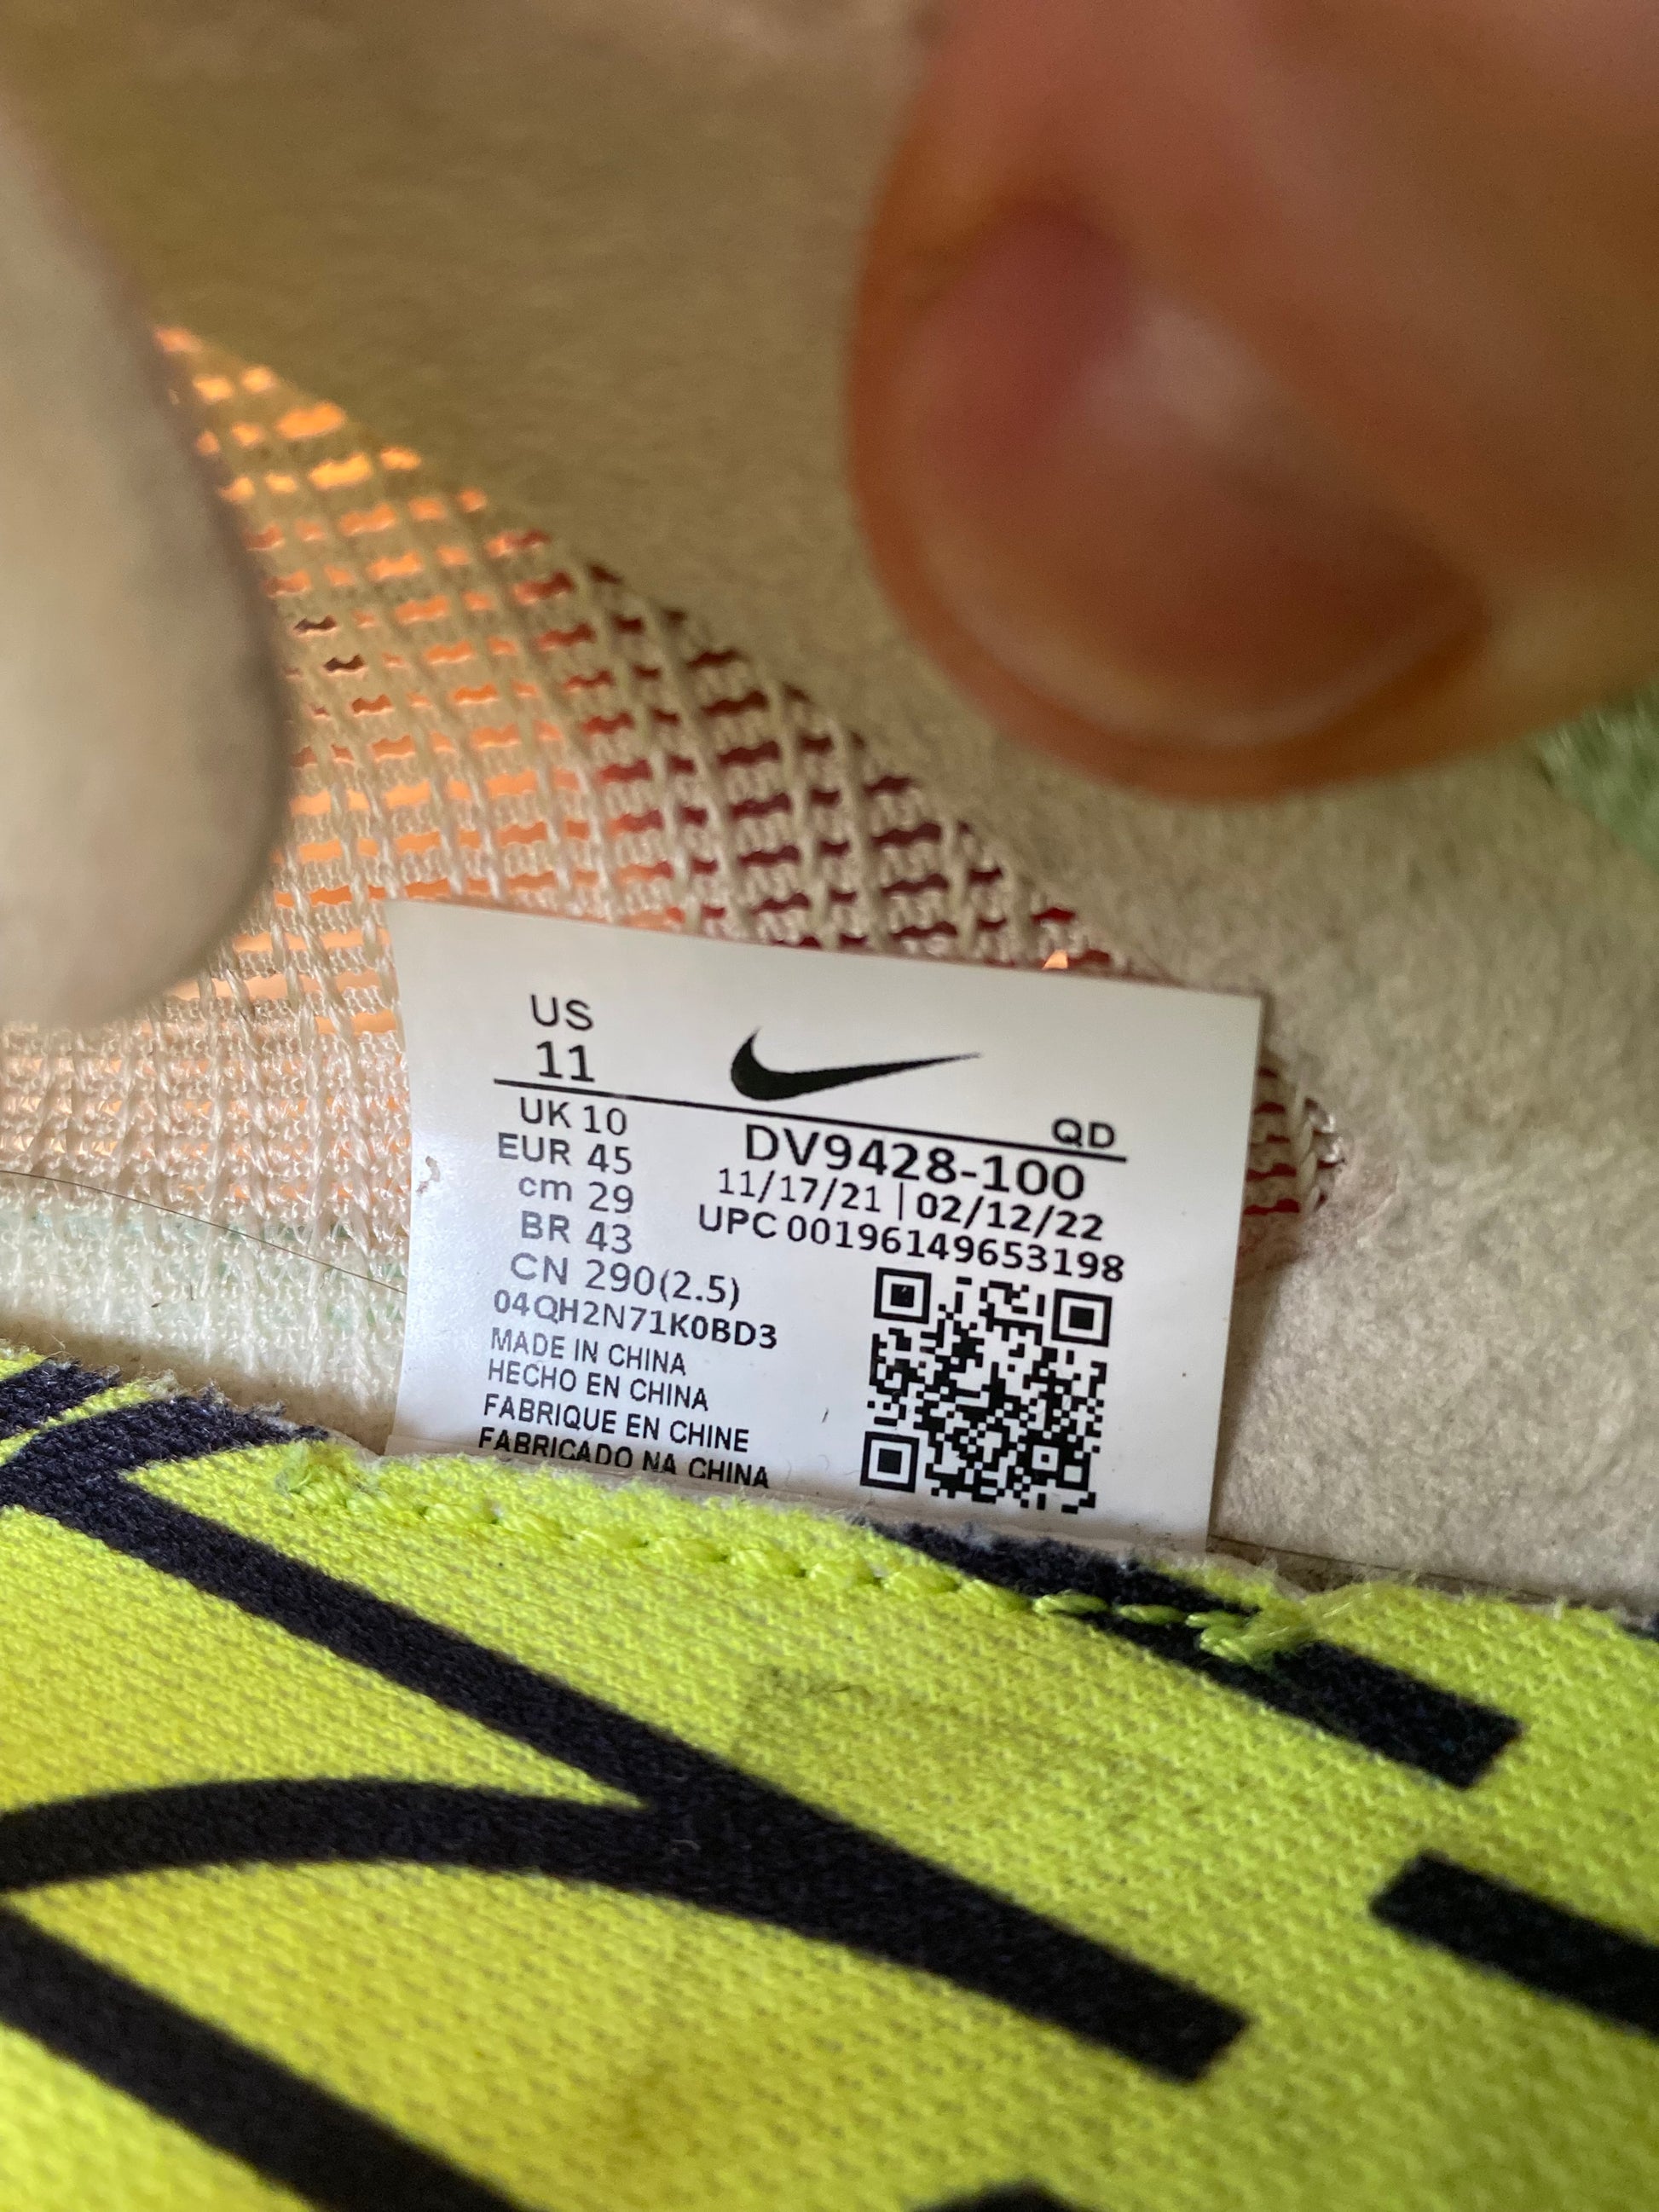 US
11
UK 10
EUR 45
cm 29
BR 43
CN 290(2.5)
04QH2N71K0BD3
MADE IN CHINA
HECHO EN CHINA
FABRIQUE EN CHINE
FABRICADO NA CHINA
QD
DV9428-100
11/17/21 | 02/12/22
UPC 00196149653198